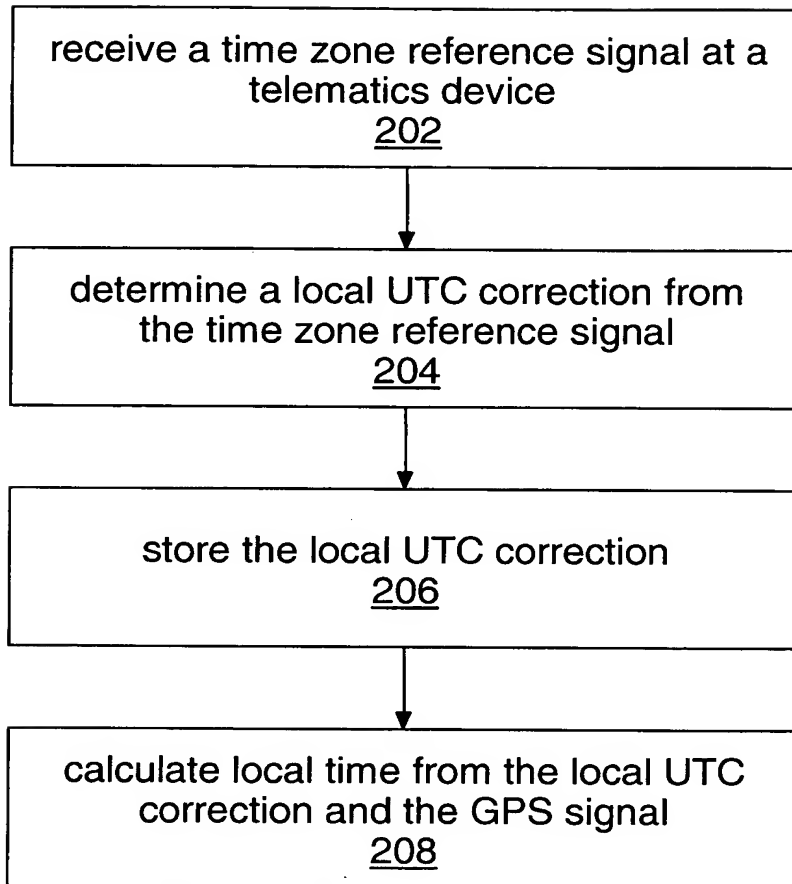 receive a time zone reference signal at a
telematics device
202
determine a local UTC correction from
the time zone reference signal
204
store the local UTC correction
206
calculate local time from the local UTC
correction and the GPS signal
208